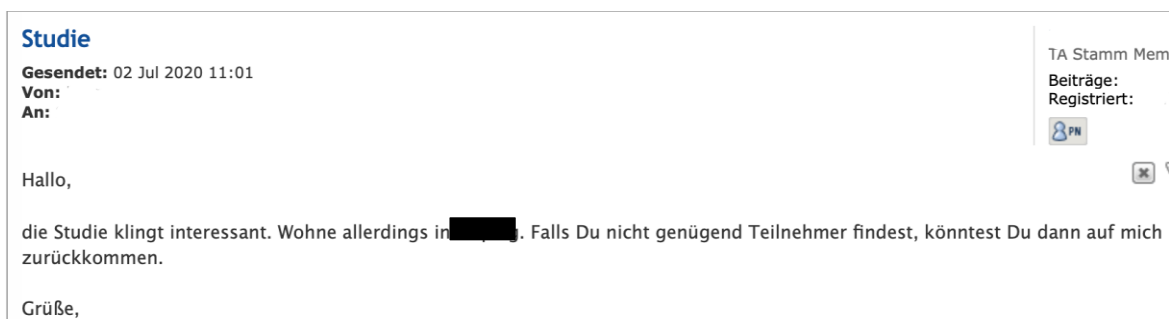 Studie
Gesendet: 02 Jul 2020 11:01
Von:
An:
TA Stamm Mem
Beiträge:
Registriert:
PN
Hallo,
die Studie klingt interessant. Wohne allerdings in . Falls Du nicht genügend Teilnehmer findest, könntest Du dann auf mich
zurückkommen.
Grüße,